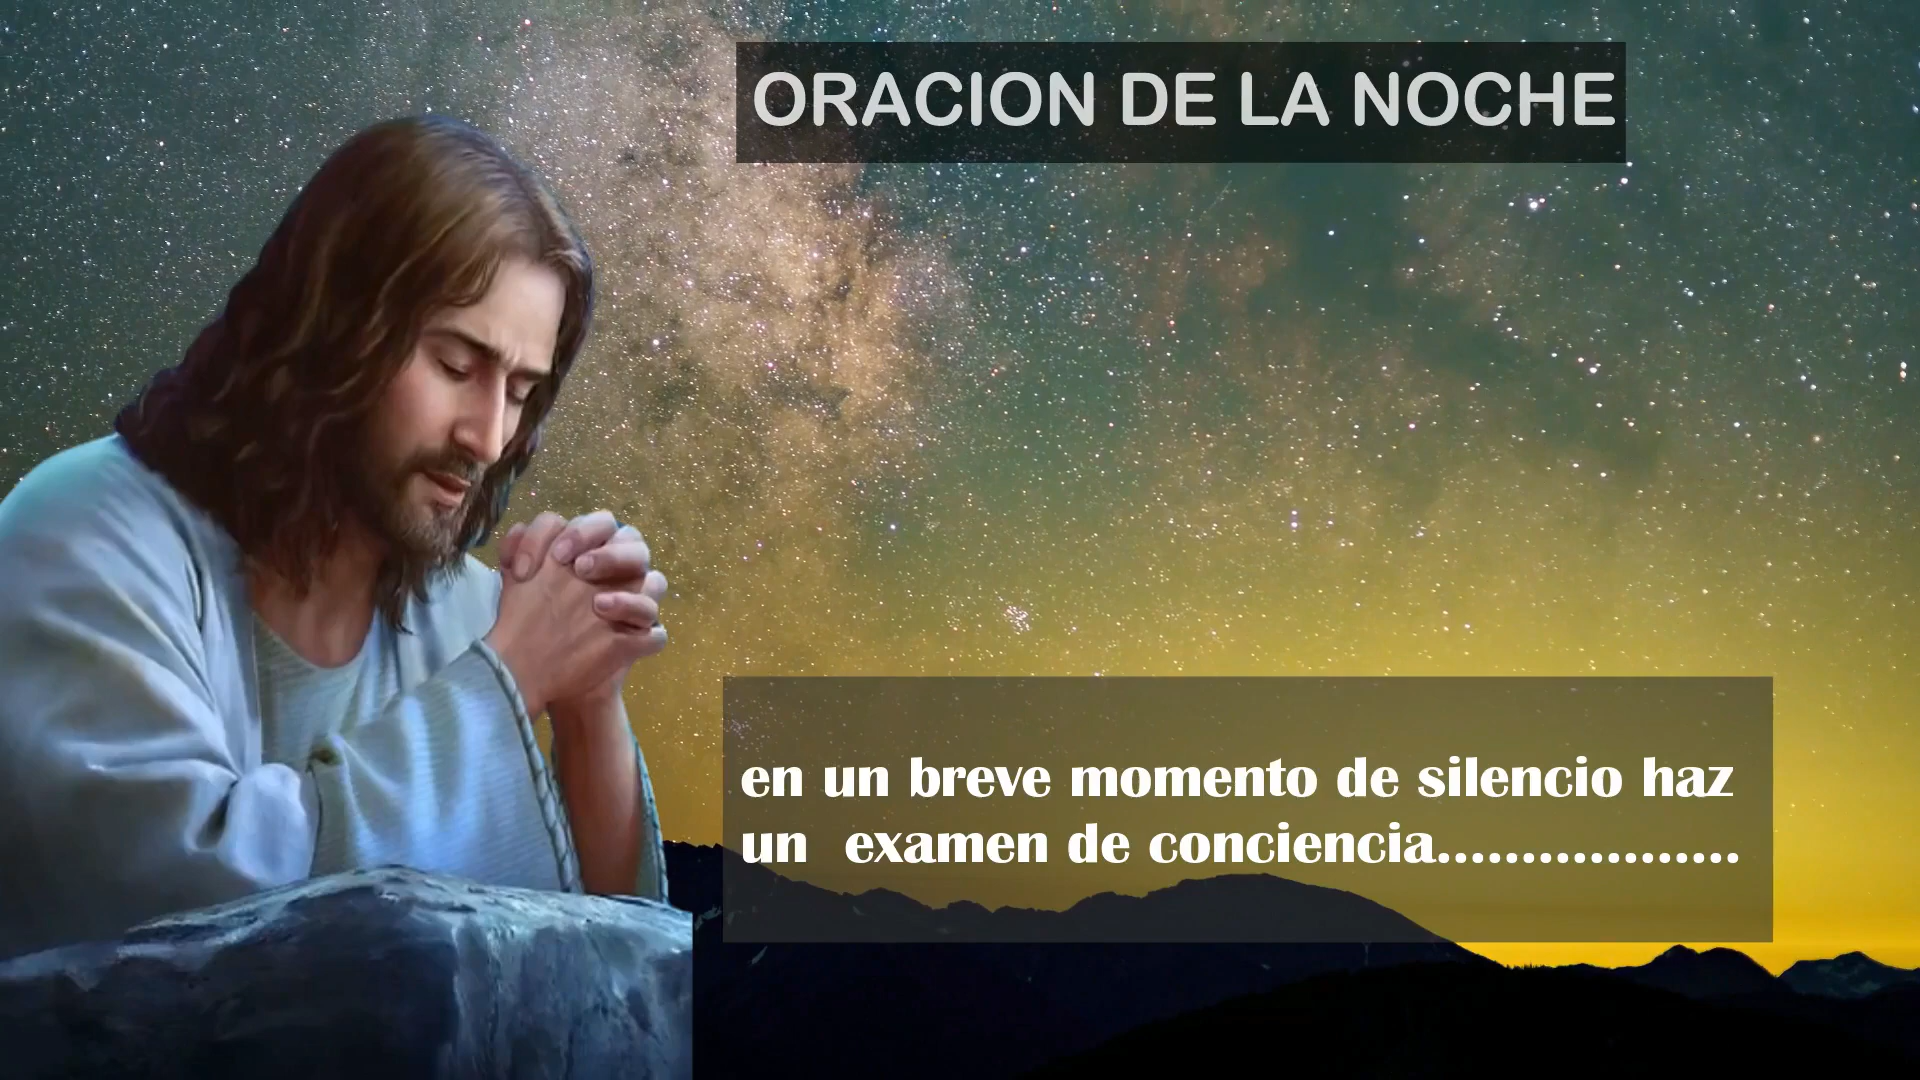 ORACION DE LA NOCHE
en un breve momento de silencio haz
un  examen de conciencia..................